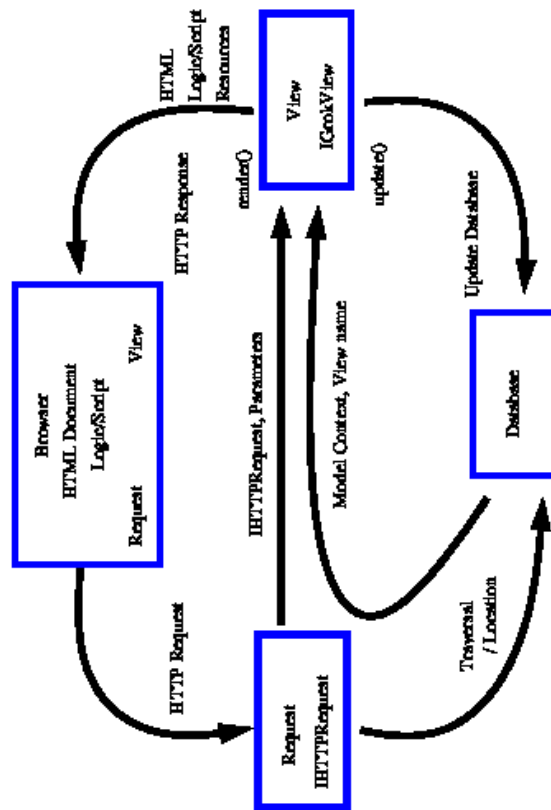 Browser
HTML Document
Logic/Script
Request
View
HTTP Request
HTTP Response
HTML
Logic/Script
Resources
Request
IHTTPRequest
IHTTPRequest, Parameters
render()
View
IGrokView
update()
Model Context, View name
Traversal
/ Location
Database
Update Database